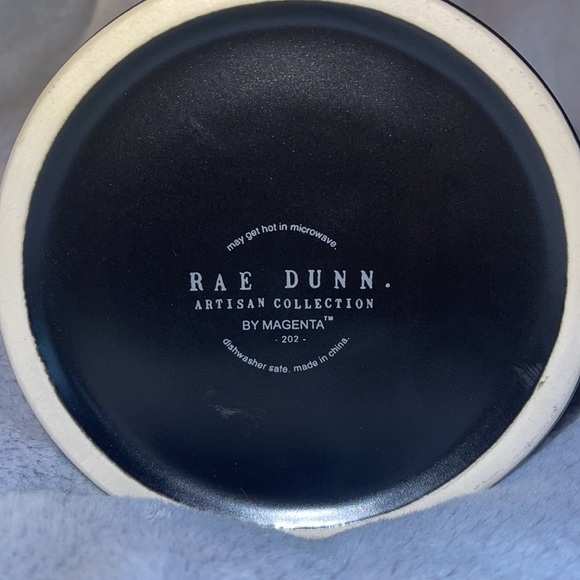 may get hot in microwave.
RAE DUNN.
ARTISAN COLLECTION
BY MAGENTA™
- 202 -
dishwasher safe. made in china.